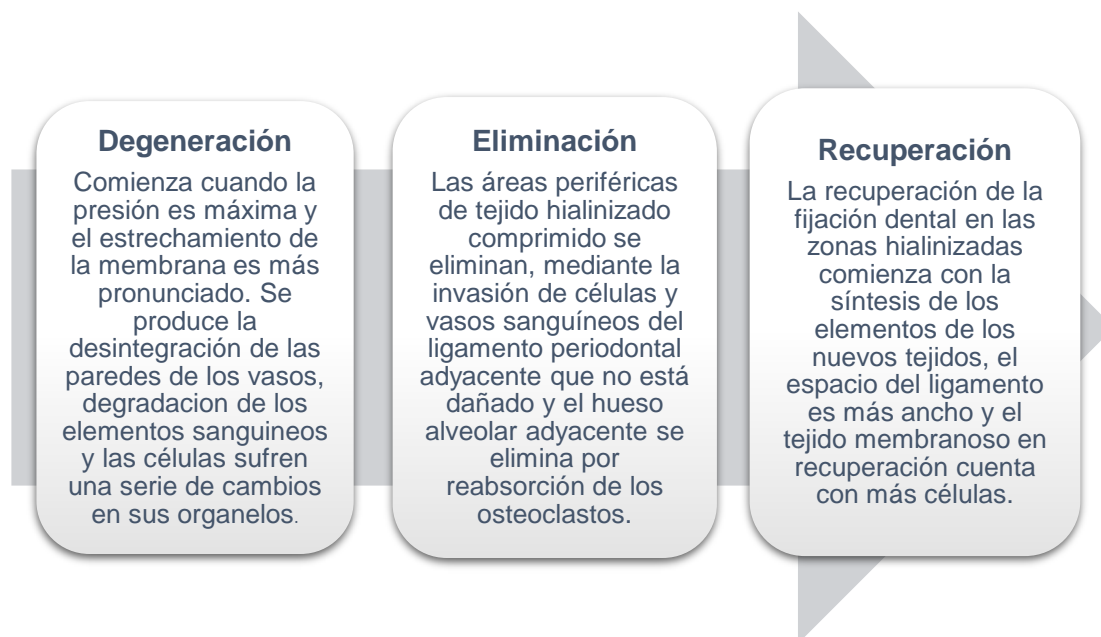 Degeneración
Comienza cuando la
presión es máxima y
el estrechamiento de
la membrana es más
pronunciado. Se
produce la
desintegración de las
paredes de los vasos,
degradacion de los
elementos sanguineos
y las células sufren
una serie de cambios
en sus organelos.
Eliminación
Las áreas periféricas
de tejido hialinizado
comprimido se
eliminan, mediante la
invasión de células y
vasos sanguíneos del
ligamento periodontal
adyacente que no está
dañado y el hueso
alveolar adyacente se
elimina por
reabsorción de los
osteoclastos.
Recuperación
La recuperación de la
fijación dental en las
zonas hialinizadas
comienza con la
síntesis de los
elementos de los
nuevos tejidos, el
espacio del ligamento
es más ancho y el
tejido membranoso en
recuperación cuenta
con más células.